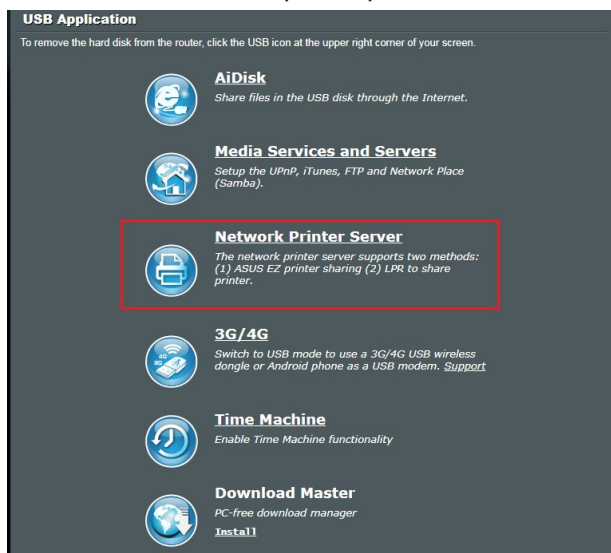 USB Application
To remove the hard disk from the router, click the USB icon at the upper right corner of your screen.
AiDisk
Share files in the USB disk through the Internet.
Media Services and Servers
Setup the UPnP, iTunes, FTP and Network Place
(Samba).
Network Printer Server
The network printer server supports two methods:
(1) ASUS EZ printer sharing (2) LPR to share
printer.
3G/4G
Switch to USB mode to use a 3G/4G USB wireless
dongle or Android phone as a USB modem. Support
Time Machine
Enable Time Machine functionality
Download Master
PC-free download manager
Install